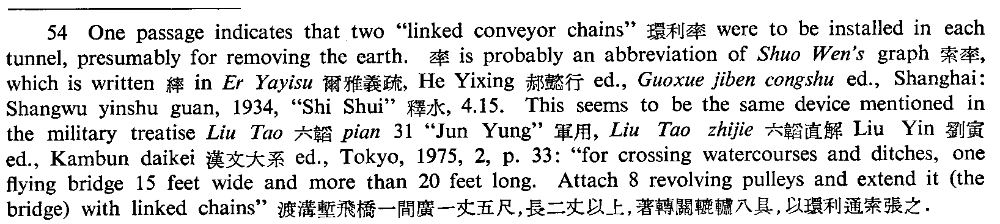 54 One passage indicates that two “linked conveyor chains” 環利率 were to be installed in each
tunnel, presumably for removing the earth. 率 is probably an abbreviation of Shuo Wen's graph 索率,
which is written 繂 in Er Yayisu 爾雅義疏, He Yixing 郝懿行 ed., Guoxue jiben congshu ed., Shanghai:
Shangwu yinshu guan, 1934, “Shi Shui” 釋水, 4.15. This seems to be the same device mentioned in
the military treatise Liu Tao 六韜 pian 31 “Jun Yung” 軍用, Liu Tao zhijie 六韜直解 Liu Yin 劉寅
ed., Kambun daikei 漢文大系 ed., Tokyo, 1975, 2, p. 33: “for crossing watercourses and ditches, one
flying bridge 15 feet wide and more than 20 feet long. Attach 8 revolving pulleys and extend it (the
bridge) with linked chains” 渡溝塹飛橋一間廣一丈五尺,長二丈以上,著轉關轆轤八具,以環利通索張之.